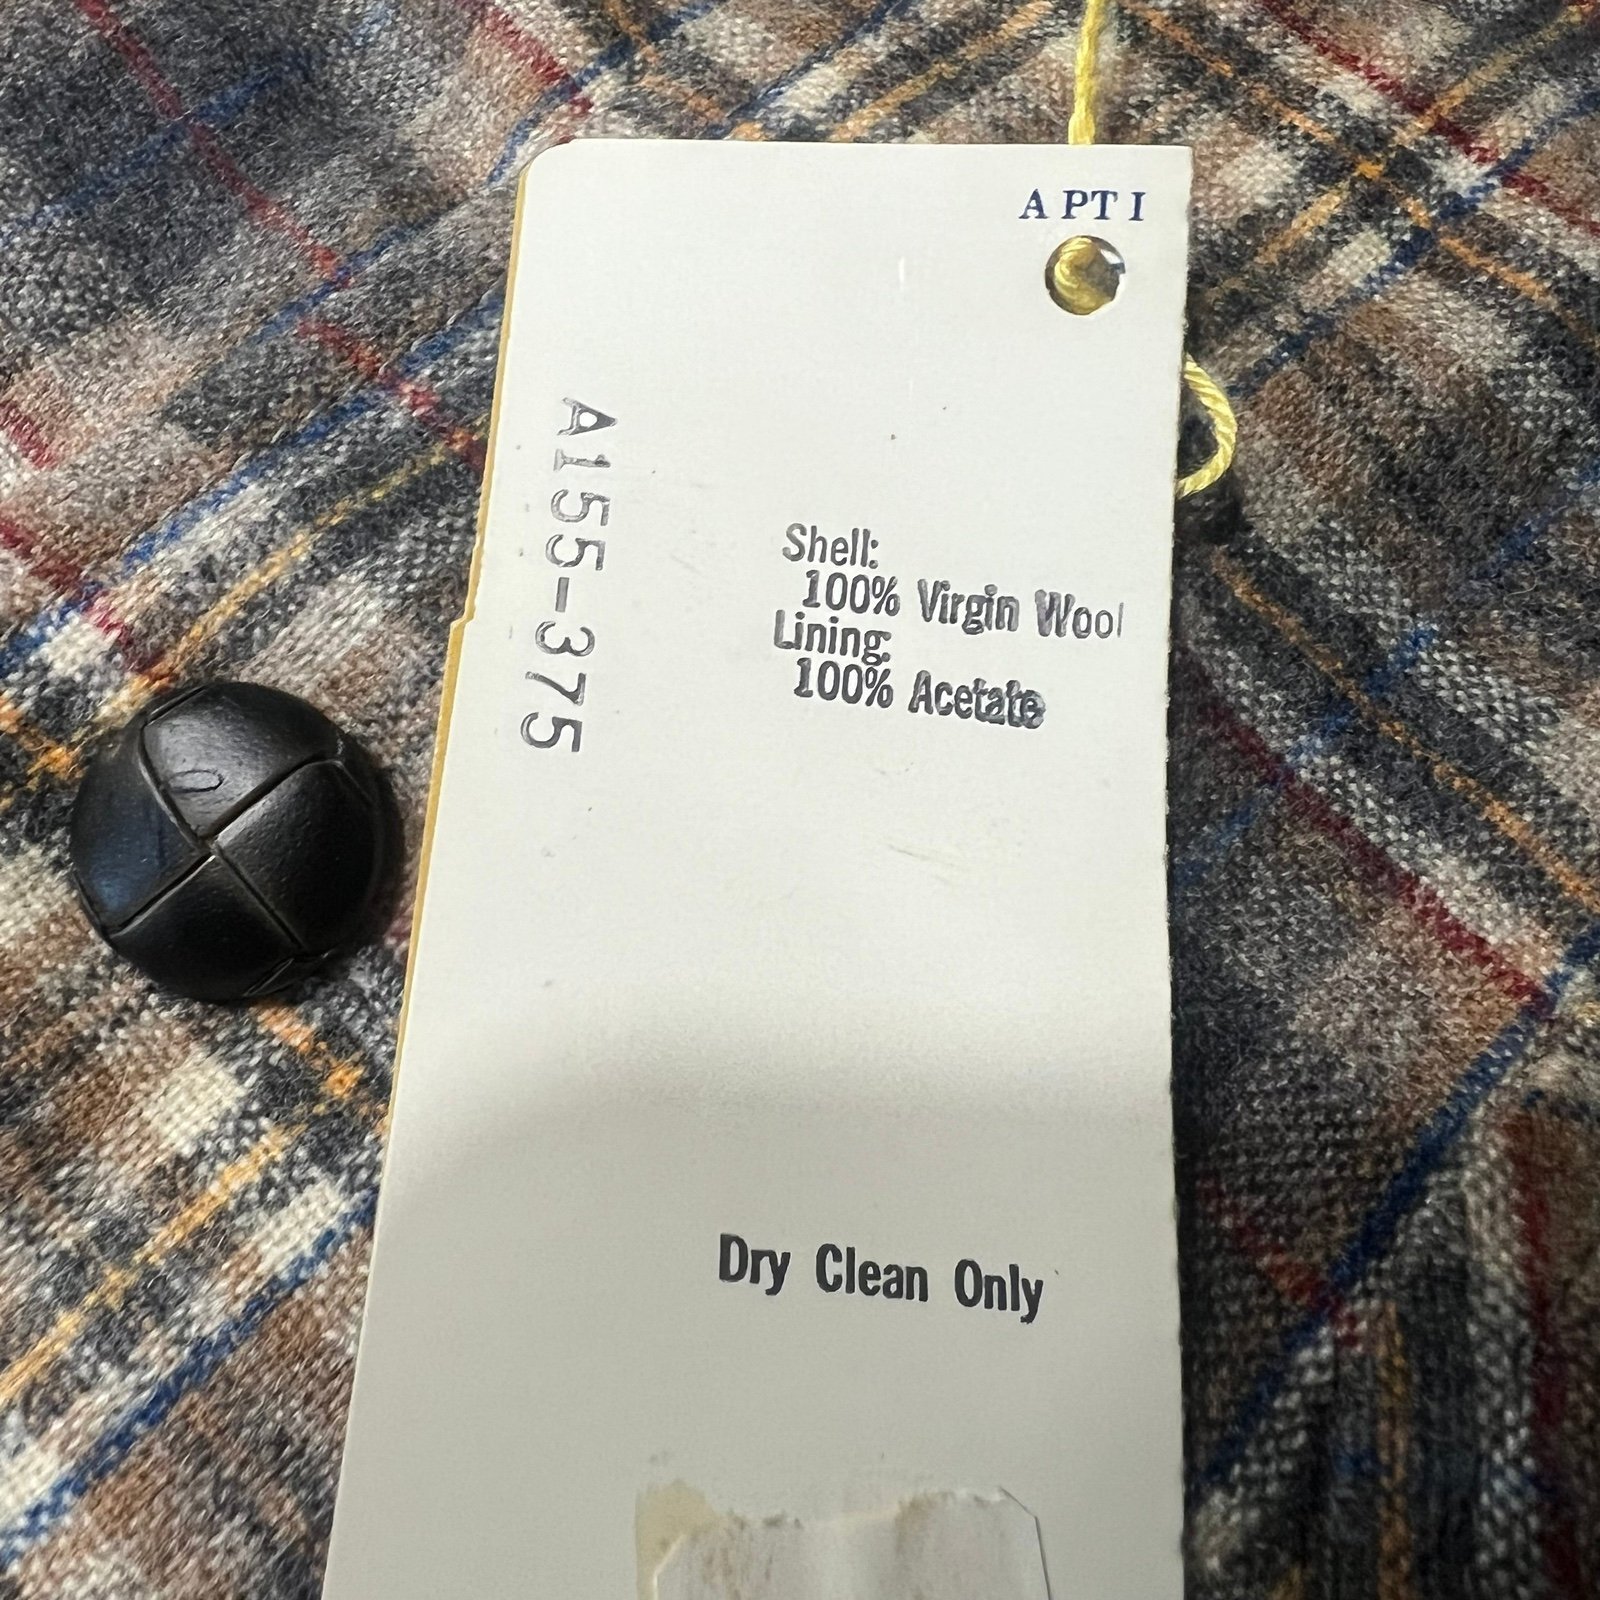 A PT I
A155-375
Shell:
100% Virgin Wool
Lining:
100% Acetate
Dry Clean Only